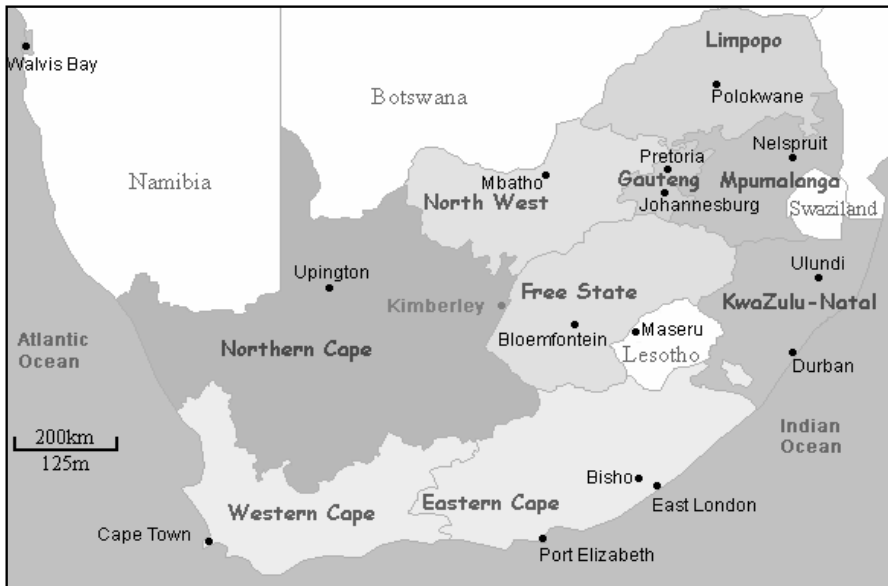 Limpopo
Walvis Bay
Polokwane
Botswana
Nelspruit
Pretoria
Namibia
Mbatho
Gauteng
Mpumalanga
North West
Johannesburg
Swaziland
Upington
Ulundi
Free State
KwaZulu-Natal
Kimberley
Bloemfontein
Maseru
Atlantic
Ocean
Northern Cape
Lesotho
Durban
Indian
Ocean
200km
125m
Bisho
Eastern Cape
East London
Western Cape
Cape Town
Port Elizabeth